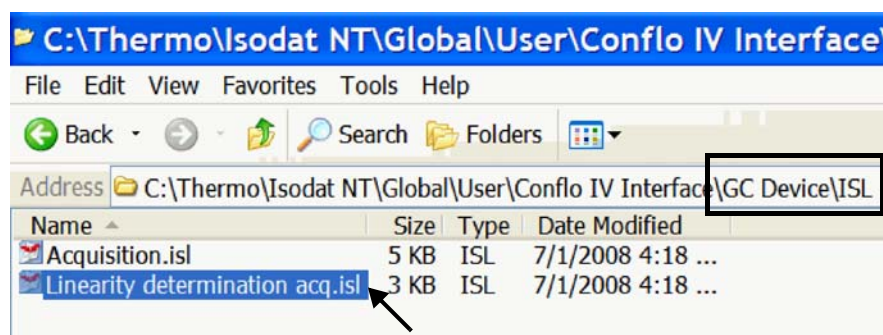 C:\Thermo\Isodat NT\Global\User\Conflo IV Interface\
File Edit View Favorites Tools Help
Back Search Folders
Address C:\Thermo\Isodat NT\Global\User\Conflo IV Interface\GC Device\ISL
Name Size Type Date Modified
Acquisition.isl 5 KB ISL 7/1/2008 4:18 ...
Linearity determination acq.isl 3 KB ISL 7/1/2008 4:18 ...